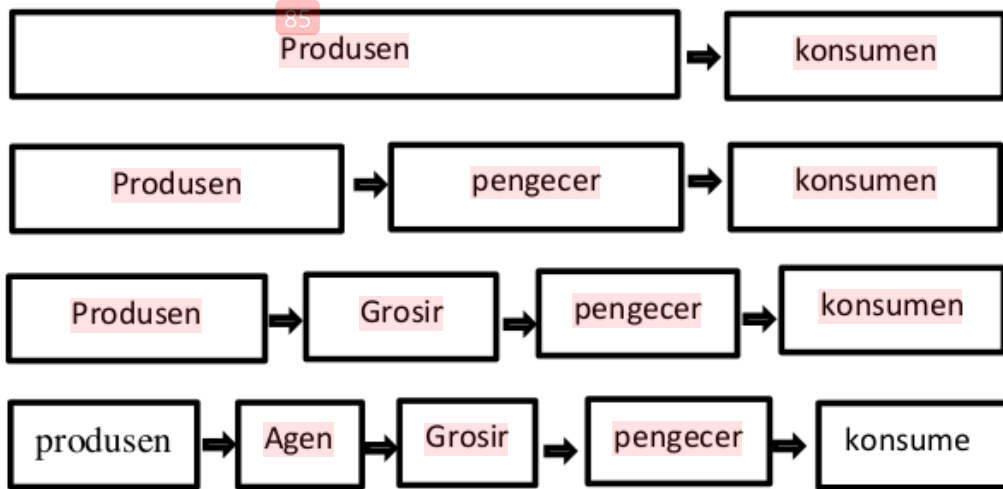 85
Produsen konsumen
Produsen pengecer konsumen
Produsen Grosir pengecer konsumen
produsen Agen Grosir pengecer konsume